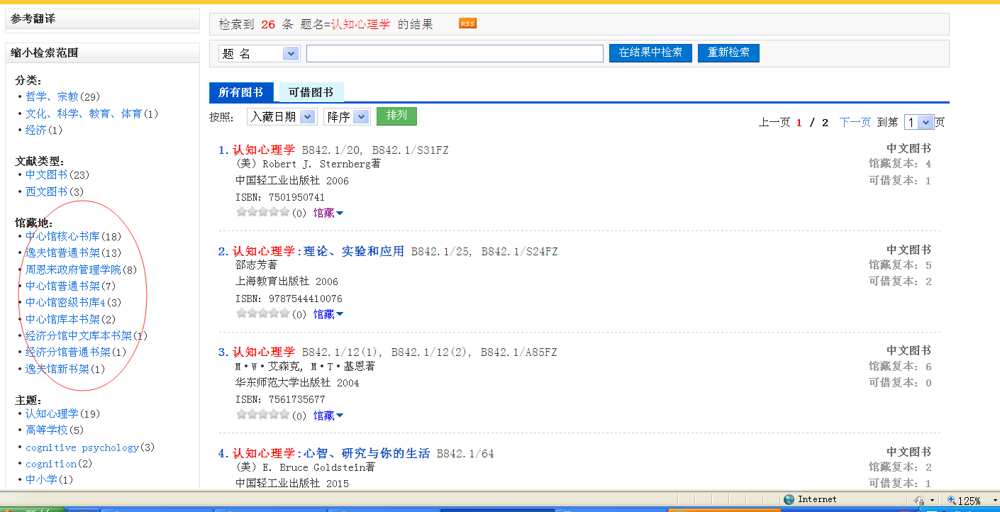 参考翻译
缩小检索范围
分类:
•哲学、宗教(29)
•文化、科学、教育、体育(1)
•经济(1)
文献类型:
•中文图书(23)
•西文图书(3)
馆藏地:
•中心馆核心书库(18)
•逸夫馆普通书架(13)
•周恩来政府管理学院(8)
•中心馆普通书架(7)
•中心馆密级书库4(3)
•中心馆库本书架(2)
•经济分馆中文库本书架(1)
•经济分馆普通书架(1)
•逸夫馆新书架(1)
主题:
•认知心理学(19)
•高等学校(5)
•cognitive psychology(3)
•cognition(2)
•中小学(1)
检索到 26 条 题名=认知心理学 的结果 RSS
题 名 在结果中检索 重新检索
所有图书 可借图书
按照: 入藏日期 降序 排列 上一页 1 / 2 下一页 到第 1 页
1.认知心理学 B842.1/20, B842.1/S31FZ 中文图书
(美) Robert J. Sternberg著 馆藏复本: 4
中国轻工业出版社 2006 可借复本: 1
ISBN: 7501950741
(0) 馆藏
2.认知心理学:理论、实验和应用 B842.1/25, B842.1/S24FZ 中文图书
邵志芳著 馆藏复本: 5
上海教育出版社 2006 可借复本: 2
ISBN: 9787544410076
(0) 馆藏
3.认知心理学 B842.1/12(1), B842.1/12(2), B842.1/A85FZ 中文图书
M·W·艾森克, M·T·基恩著 馆藏复本: 6
华东师范大学出版社 2004 可借复本: 0
ISBN: 7561735677
(0) 馆藏
4.认知心理学:心智、研究与你的生活 B842.1/64 中文图书
(美) E. Bruce Goldstein著 馆藏复本: 2
中国轻工业出版社 2015 可借复本: 1
Internet 125%